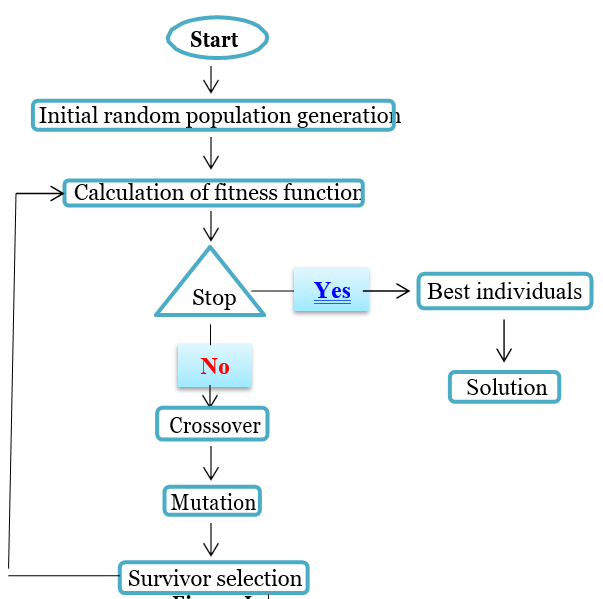 Start
Initial random population generation
Calculation of fitness function
Stop
Yes
Best individuals
No
Solution
Crossover
Mutation
Survivor selection